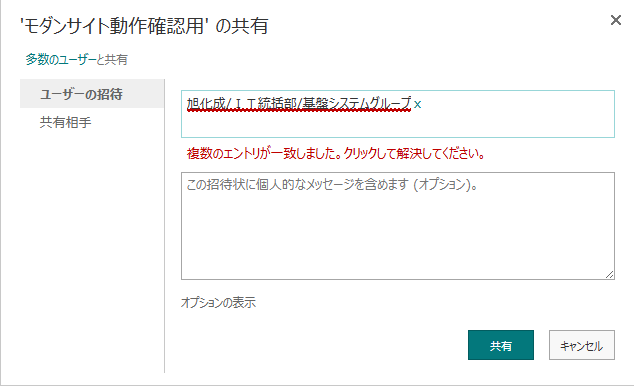 'モダンサイト動作確認用' の共有
多数のユーザーと共有
ユーザーの招待
共有相手
旭化成/ＩＴ統括部/基盤システムグループ x
複数のエントリが一致しました。クリックして解決してください。
この招待状に個人的なメッセージを含めます (オプション)。
オプションの表示
共有
キャンセル